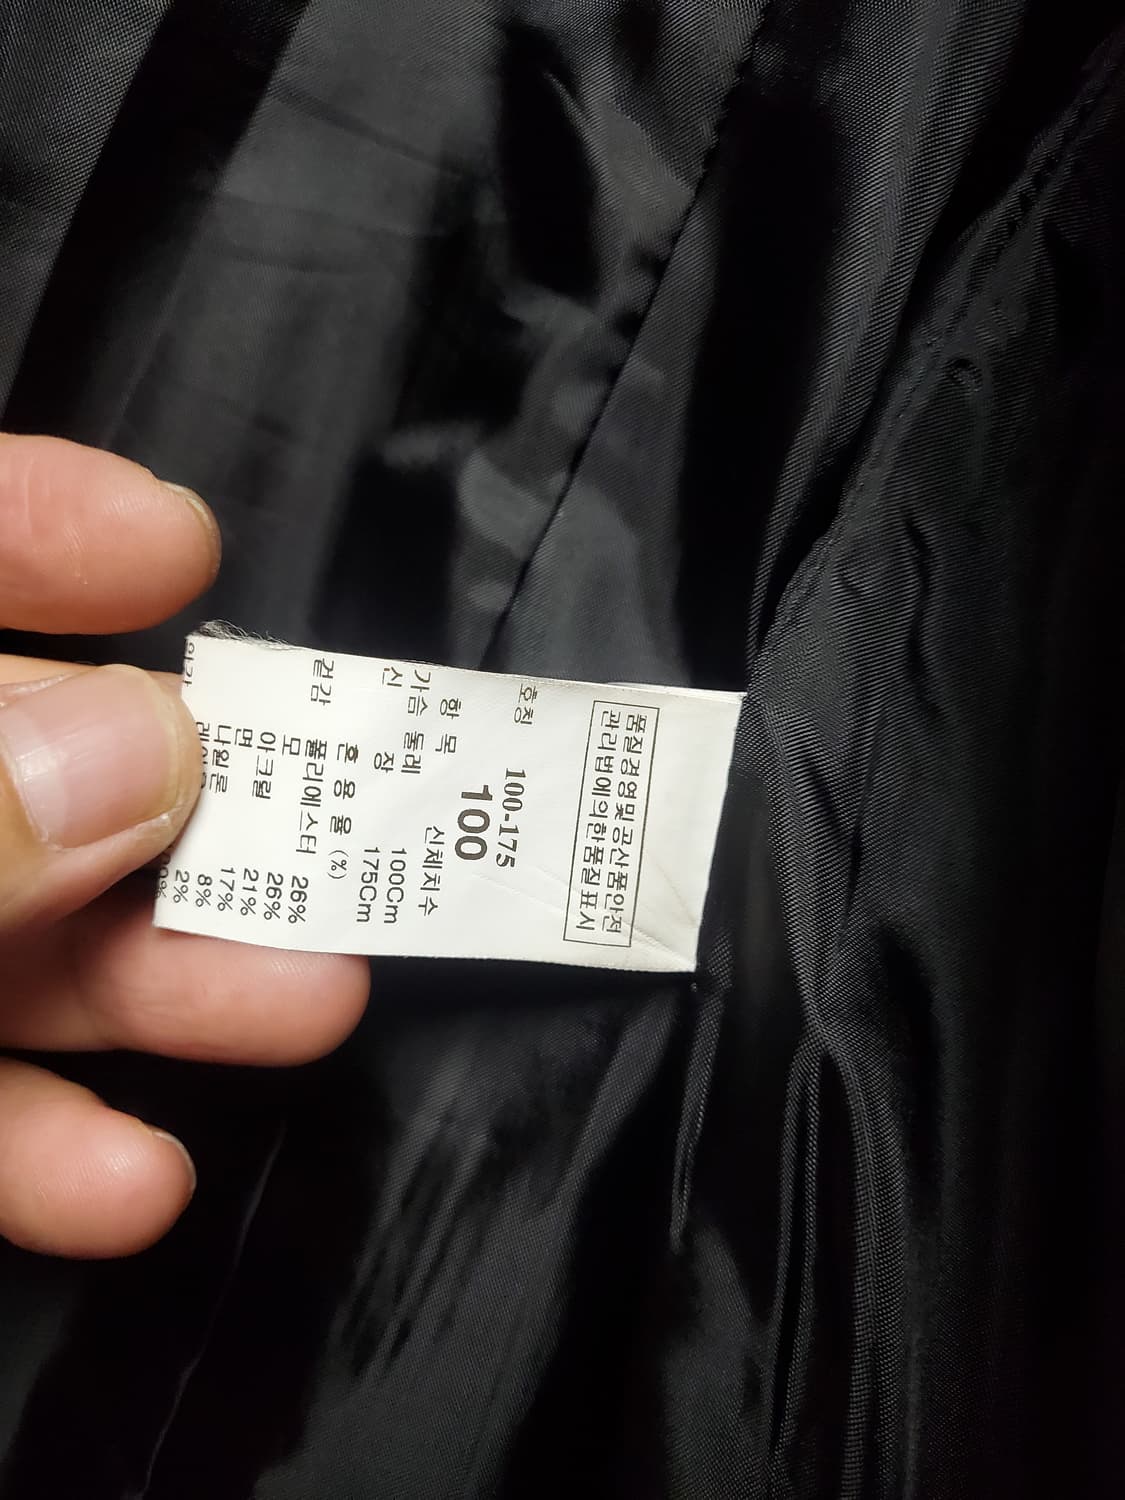 품질경영및공산품안전
관리법에의한품질표시
호칭 100-175
100
항 목 신체치수
가슴 둘레 100Cm
신 장 175Cm
혼 용 율 (%)
겉감 폴리에스터 26%
모 26%
아크릴 21%
면 17%
나일론 8%
2%